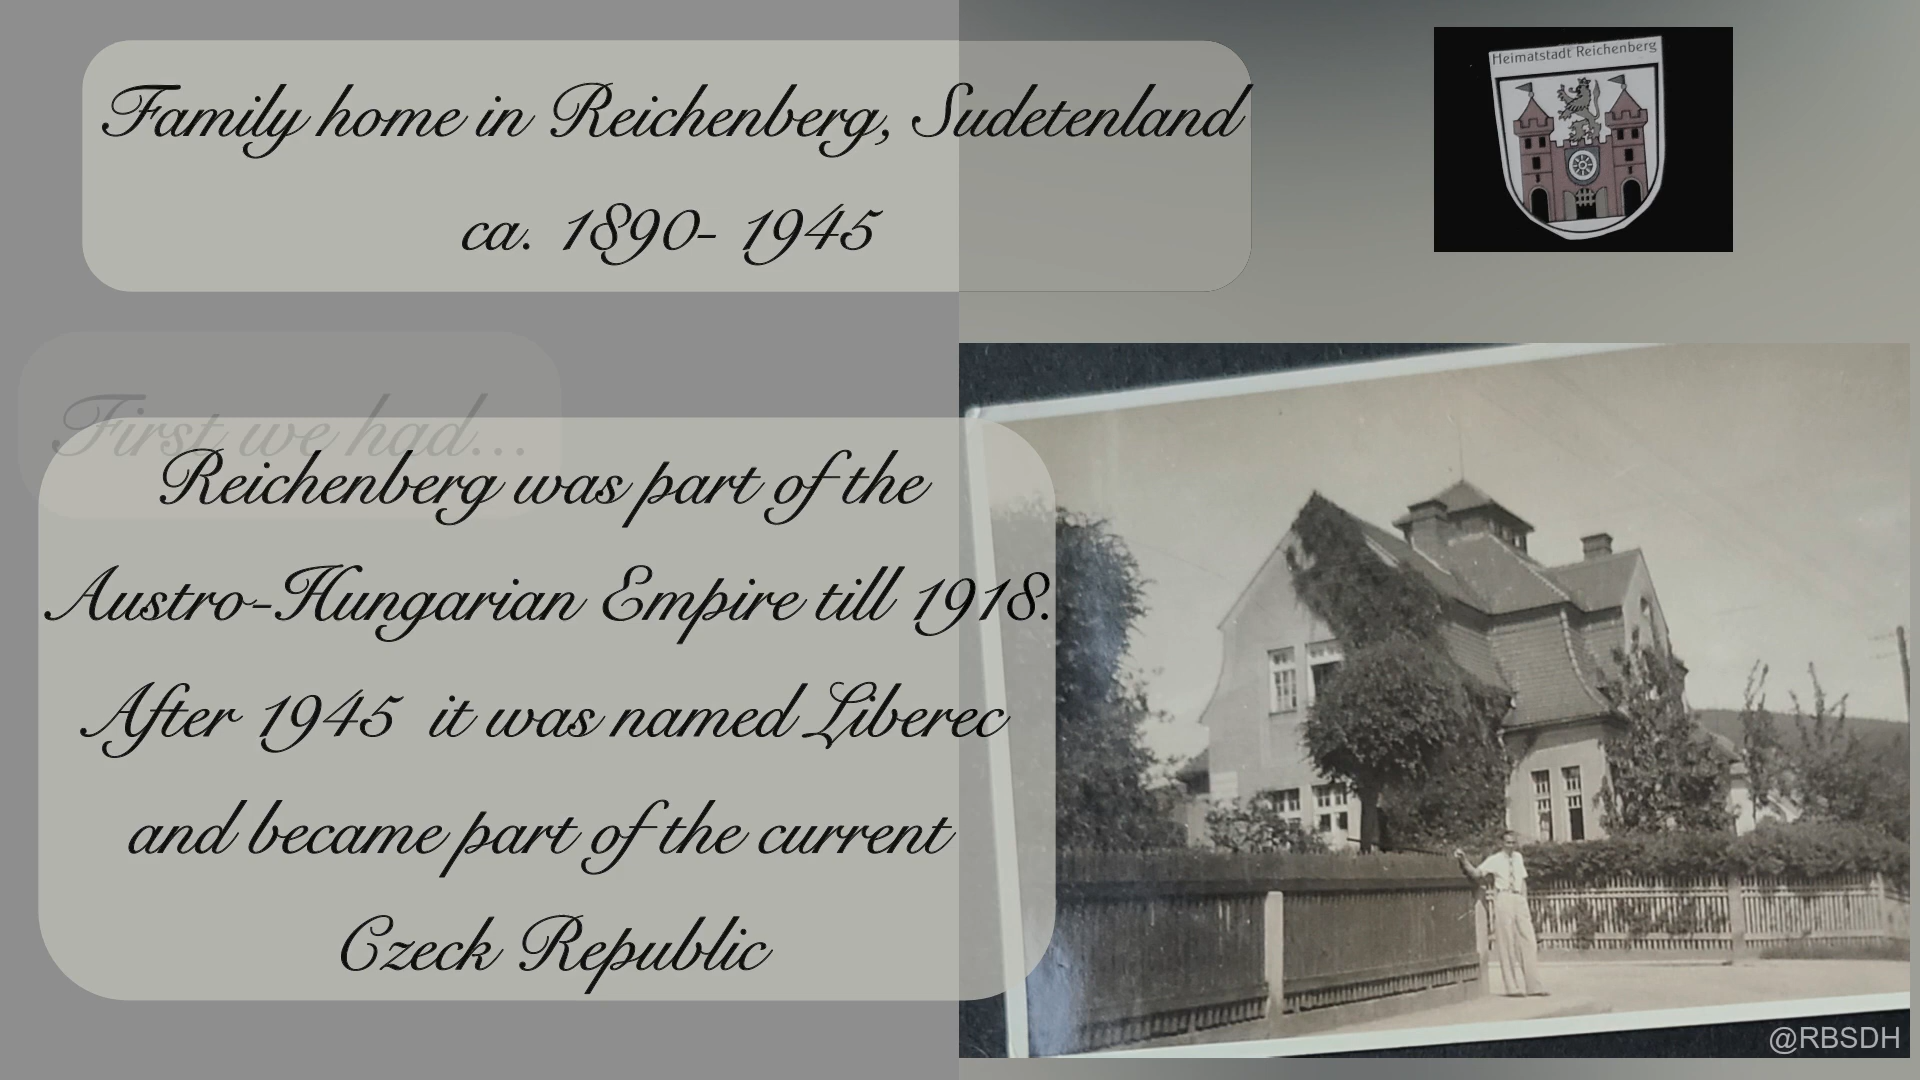 Family home in Reichenberg, Sudetenland
ca. 1890- 1945
Heimatstadt Reichenberg
First we had...
Reichenberg was part of the
Austro-Hungarian Empire till 1918.
After 1945 it was named Liberec
and became part of the current
Czeck Republic
@RBSDH